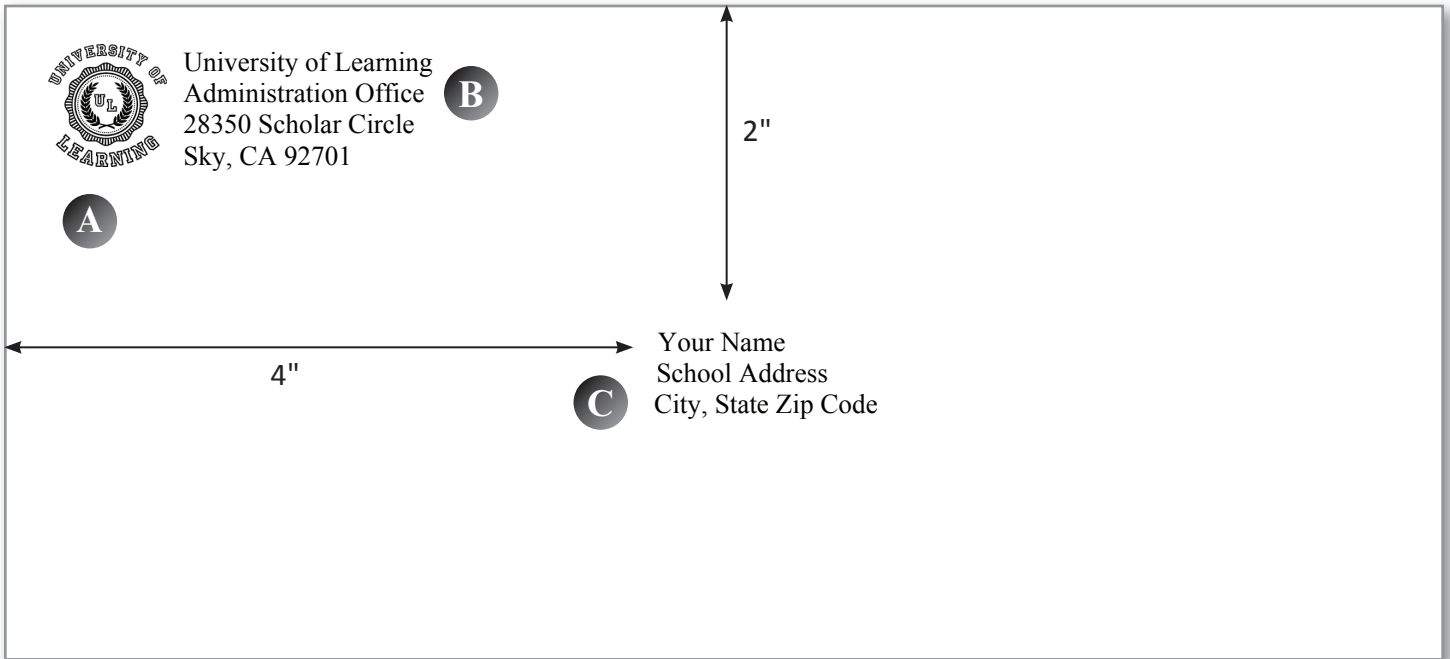 UNIVERSITY OF
UL
LEARNING
University of Learning
Administration Office
28350 Scholar Circle
Sky, CA 92701
B
A
2"
4"
Your Name
School Address
City, State Zip Code
C